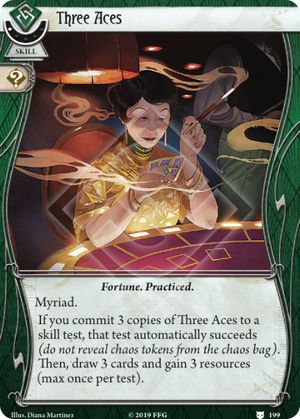 Three Aces
SKILL
?
Fortune. Practiced.
Myriad.
If you commit 3 copies of Three Aces to a
skill test, that test automatically succeeds
(do not reveal chaos tokens from the chaos bag).
Then, draw 3 cards and gain 3 resources
(max once per test).
Illus. Diana Martinez
© 2019 FFG
199